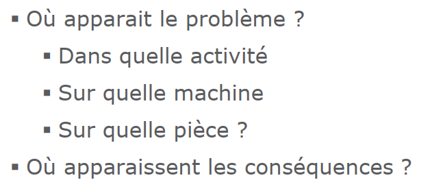 ▪ Où apparait le problème ?
▪ Dans quelle activité
▪ Sur quelle machine
▪ Sur quelle pièce ?
▪ Où apparaissent les conséquences ?